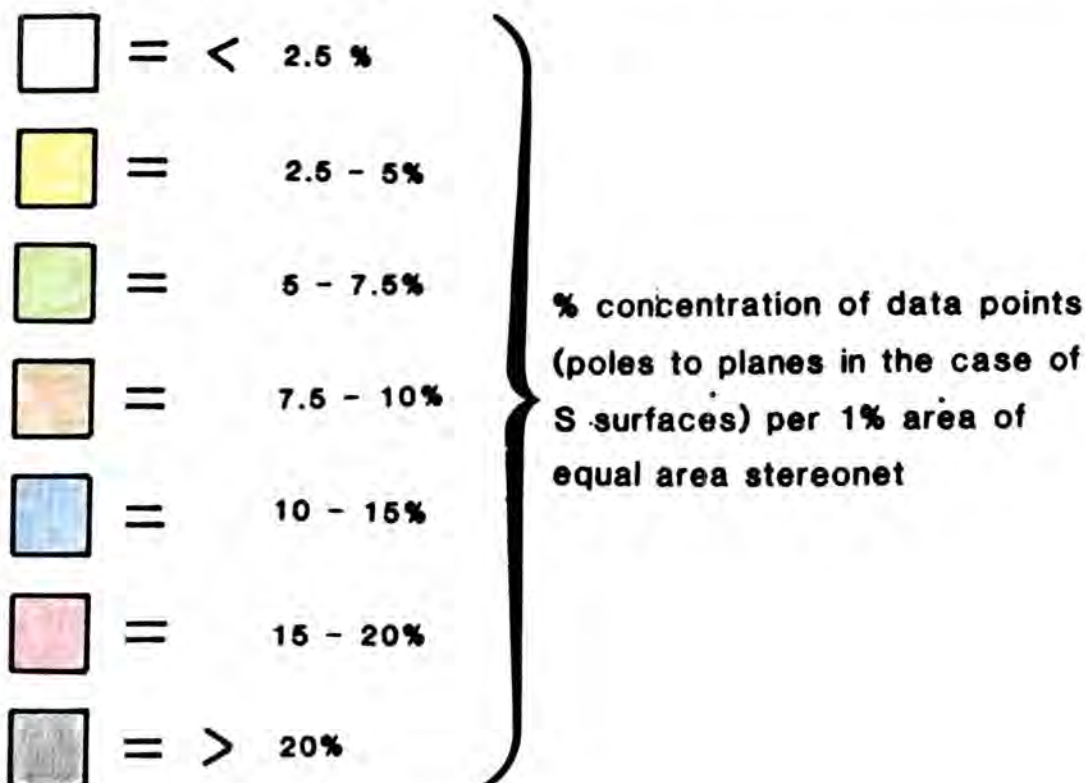 = < 2.5 %
= 2.5 - 5%
= 5 - 7.5%
= 7.5 - 10%
= 10 - 15%
= 15 - 20%
= > 20%
% concentration of data points
(poles to planes in the case of
S surfaces) per 1% area of
equal area stereonet